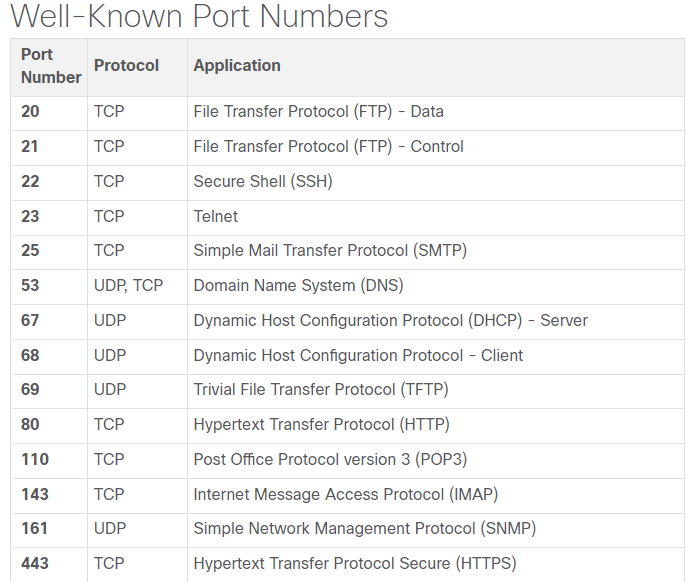 Well-Known Port Numbers
Port Number Protocol Application
20 TCP File Transfer Protocol (FTP) - Data
21 TCP File Transfer Protocol (FTP) - Control
22 TCP Secure Shell (SSH)
23 TCP Telnet
25 TCP Simple Mail Transfer Protocol (SMTP)
53 UDP, TCP Domain Name System (DNS)
67 UDP Dynamic Host Configuration Protocol (DHCP) - Server
68 UDP Dynamic Host Configuration Protocol - Client
69 UDP Trivial File Transfer Protocol (TFTP)
80 TCP Hypertext Transfer Protocol (HTTP)
110 TCP Post Office Protocol version 3 (POP3)
143 TCP Internet Message Access Protocol (IMAP)
161 UDP Simple Network Management Protocol (SNMP)
443 TCP Hypertext Transfer Protocol Secure (HTTPS)